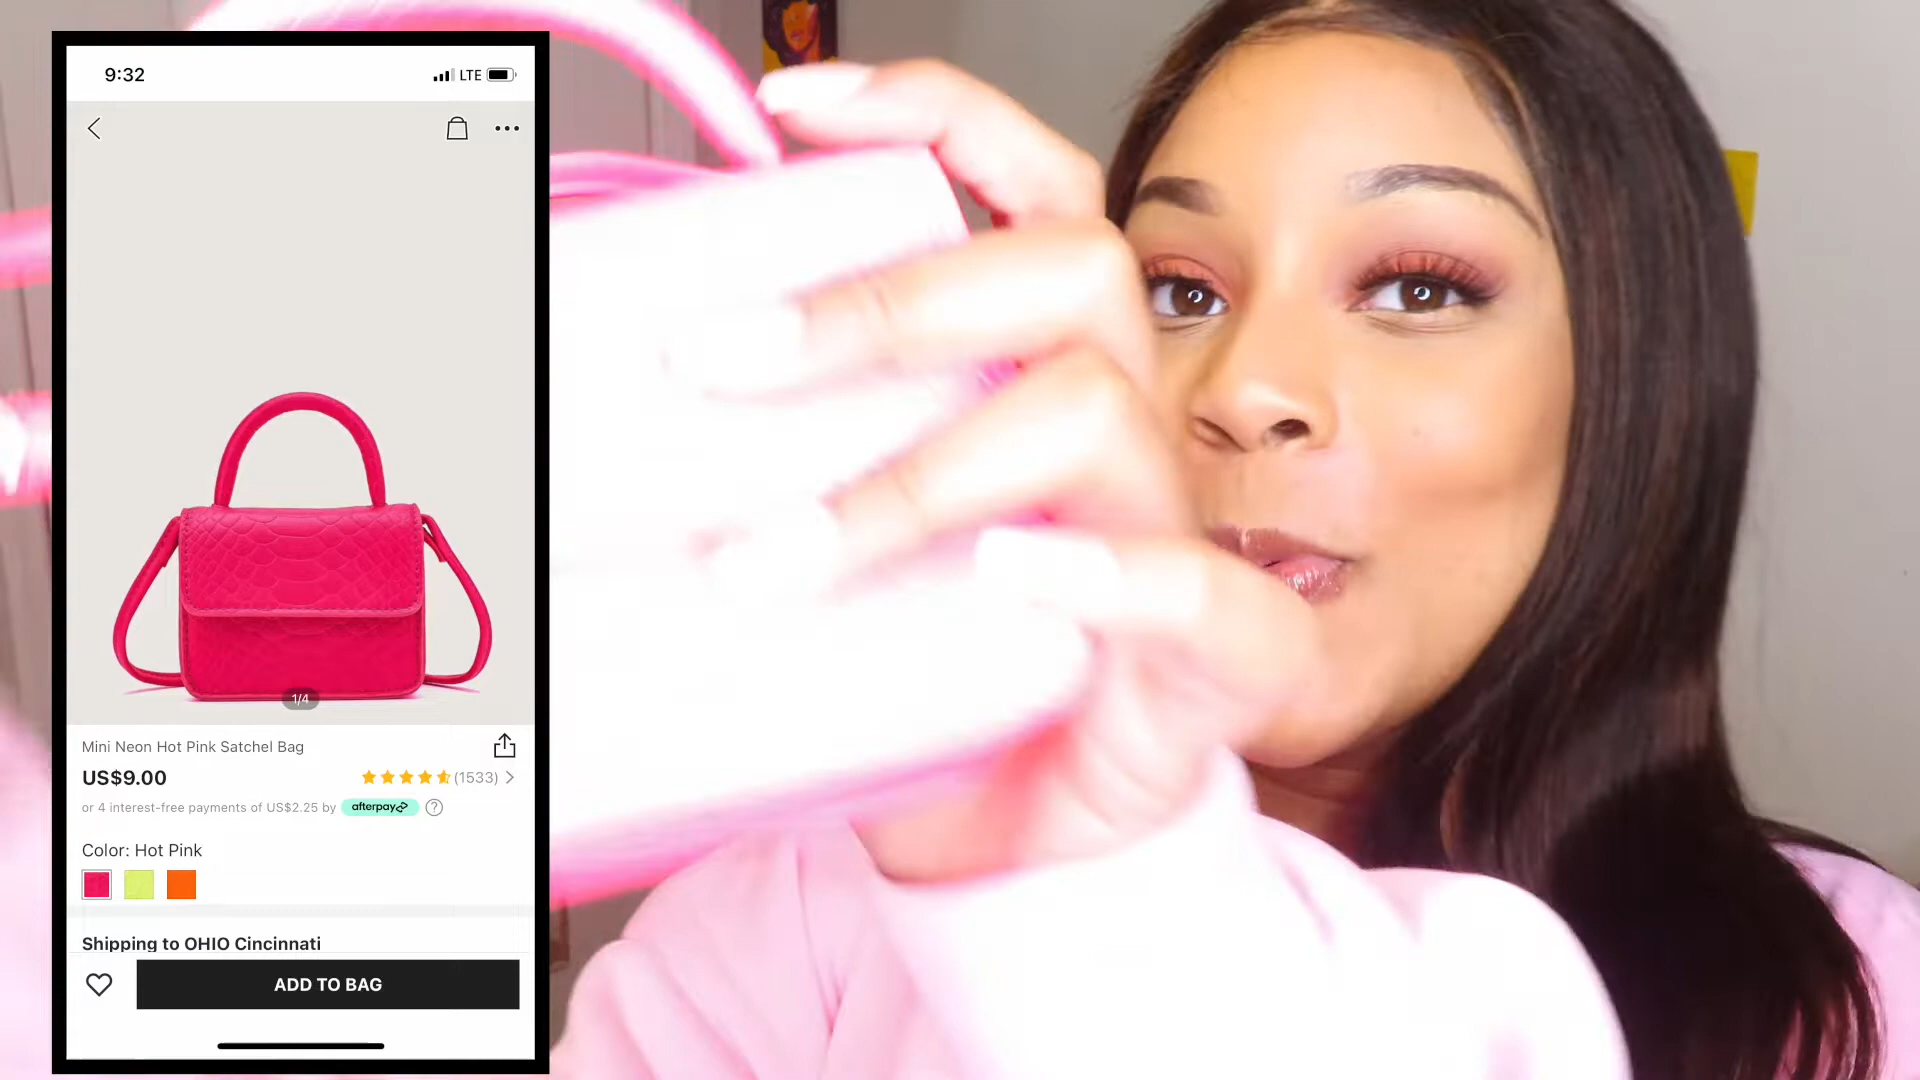 9:32
LTE
1/4
Mini Neon Hot Pink Satchel Bag
US$9.00
(1533)
or 4 interest-free payments of US$2.25 by afterpay ?
Color: Hot Pink
Shipping to OHIO Cincinnati
ADD TO BAG